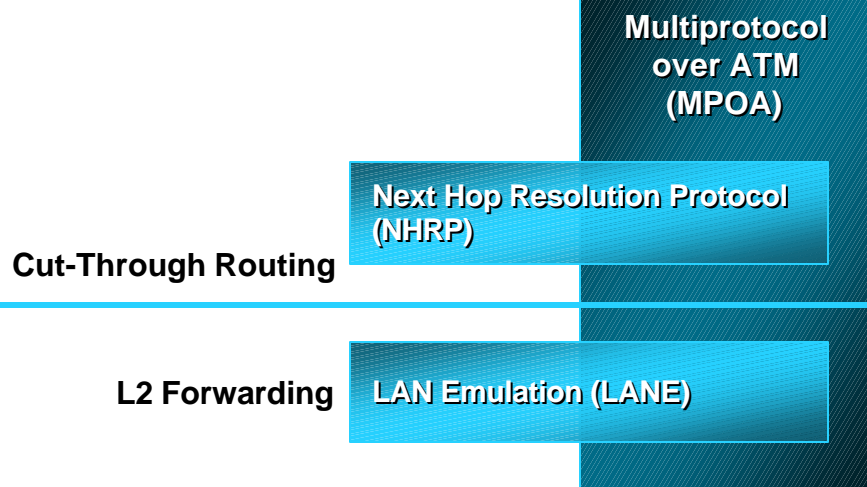 Multiprotocol
over ATM
(MPOA)
Next Hop Resolution Protocol
(NHRP)
Cut-Through Routing
L2 Forwarding
LAN Emulation (LANE)